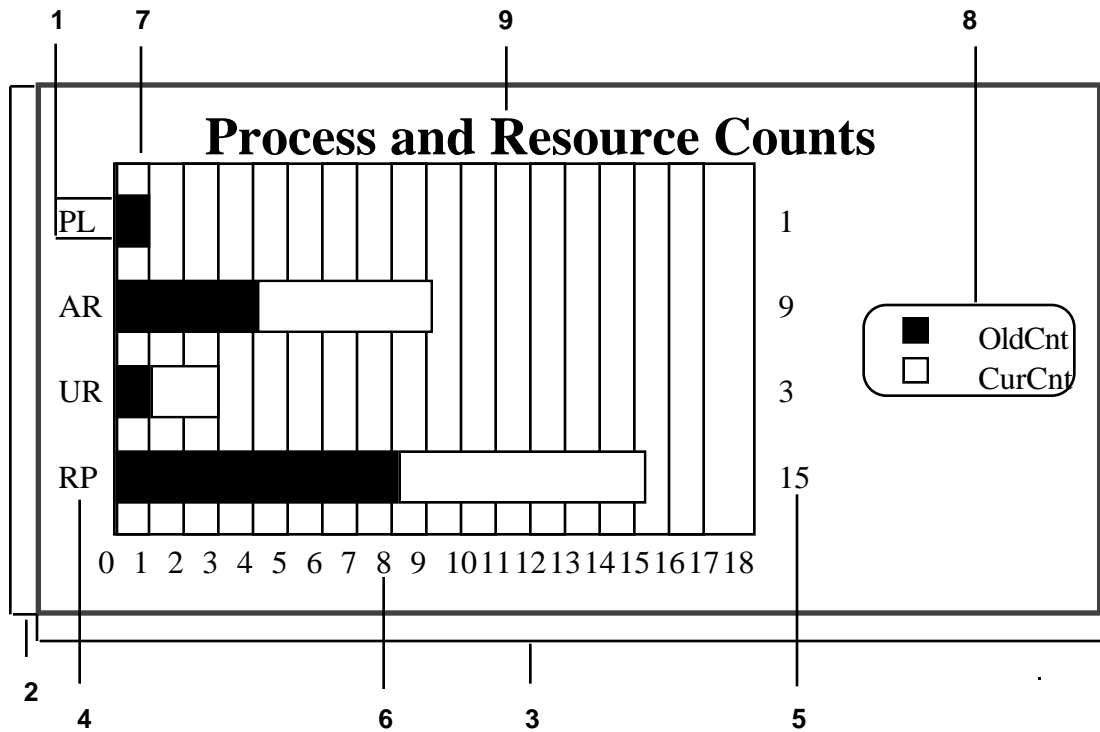 1 7 9 8
Process and Resource Counts
PL 1
AR 9
OldCnt
UR 3
CurCnt
RP 15
0 1 2 3 4 5 6 7 8 9 10 11 12 13 14 15 16 17 18
2
4 6 3 5